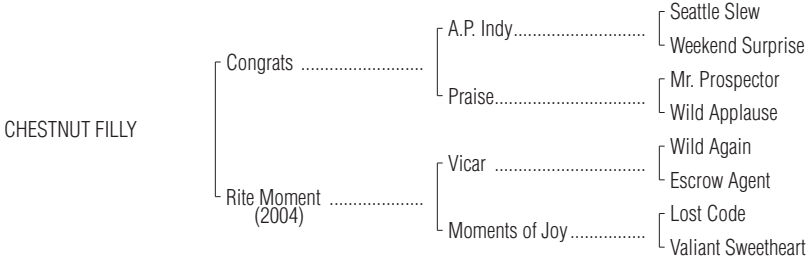 Seattle Slew
A.P. Indy..............................
Weekend Surprise
Congrats ...........................
Mr. Prospector
Praise..................................
Wild Applause
CHESTNUT FILLY
Wild Again
Vicar ..................................
Escrow Agent
Rite Moment .....................
(2004)
Lost Code
Moments of Joy.................
Valiant Sweetheart